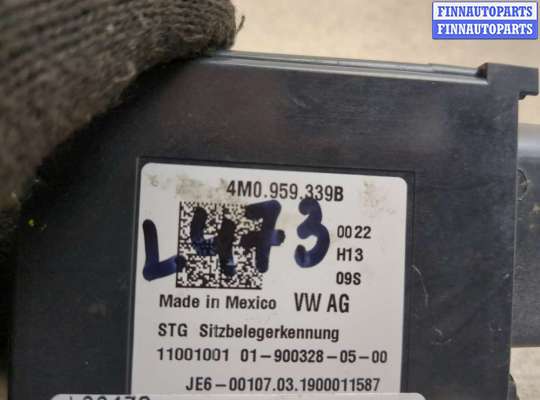 FINNAUTOPARTS
FINNAUTOPARTS
4M0.959.339B
L473
0022
H13
09S
Made in Mexico VW AG
STG Sitzbelegerkennung
11001001 01-900328-05-00
JE6-00107.03.1900011587